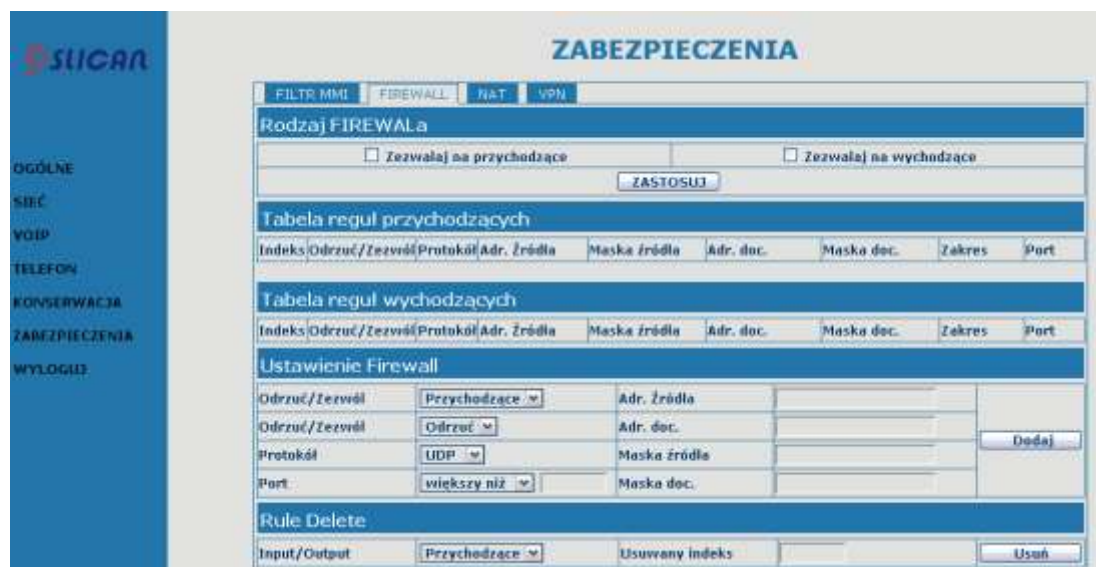 SLICAN
ZABEZPIECZENIA
FILTR MMI FIREWALL NAT VPN
Rodzaj FIREWALa
Zezwalaj na przychodzące Zezwalaj na wychodzące
ZASTOSUJ
OGÓLNE
SIEĆ
VOIP
TELEFON
KONSERWACJA
ZABEZPIECZENIA
WYLOGUJ
Tabela reguł przychodzących
Indeks Odrzuć/Zezwól Protokół Adr. Źródła Maska źródła Adr. doc. Maska doc. Zakres Port
Tabela reguł wychodzących
Indeks Odrzuć/Zezwól Protokół Adr. Źródła Maska źródła Adr. doc. Maska doc. Zakres Port
Ustawienie Firewall
Odrzuć/Zezwól Przychodzące Adr. Źródła
Odrzuć/Zezwól Odrzuć Adr. doc.
Dodaj
Protokół UDP Maska źródła
Port większy niż Maska doc.
Rule Delete
Input/Output Przychodzące Usuwany indeks Usuń